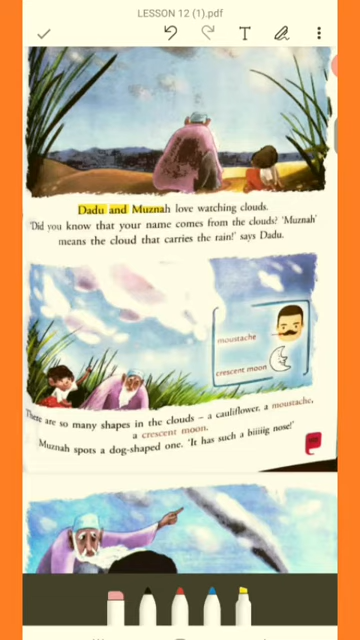 LESSON 12 (1).pdf
T
Dadu and Muznah love watching clouds.
'Did you know that your name comes from the clouds? 'Muznah'
means the cloud that carries the rain!' says Dadu.
moustache
crescent moon
There are so many shapes in the clouds – a cauliflower, a moustache,
a crescent moon.
Muznah spots a dog-shaped one. 'It has such a biiiiig nose!'